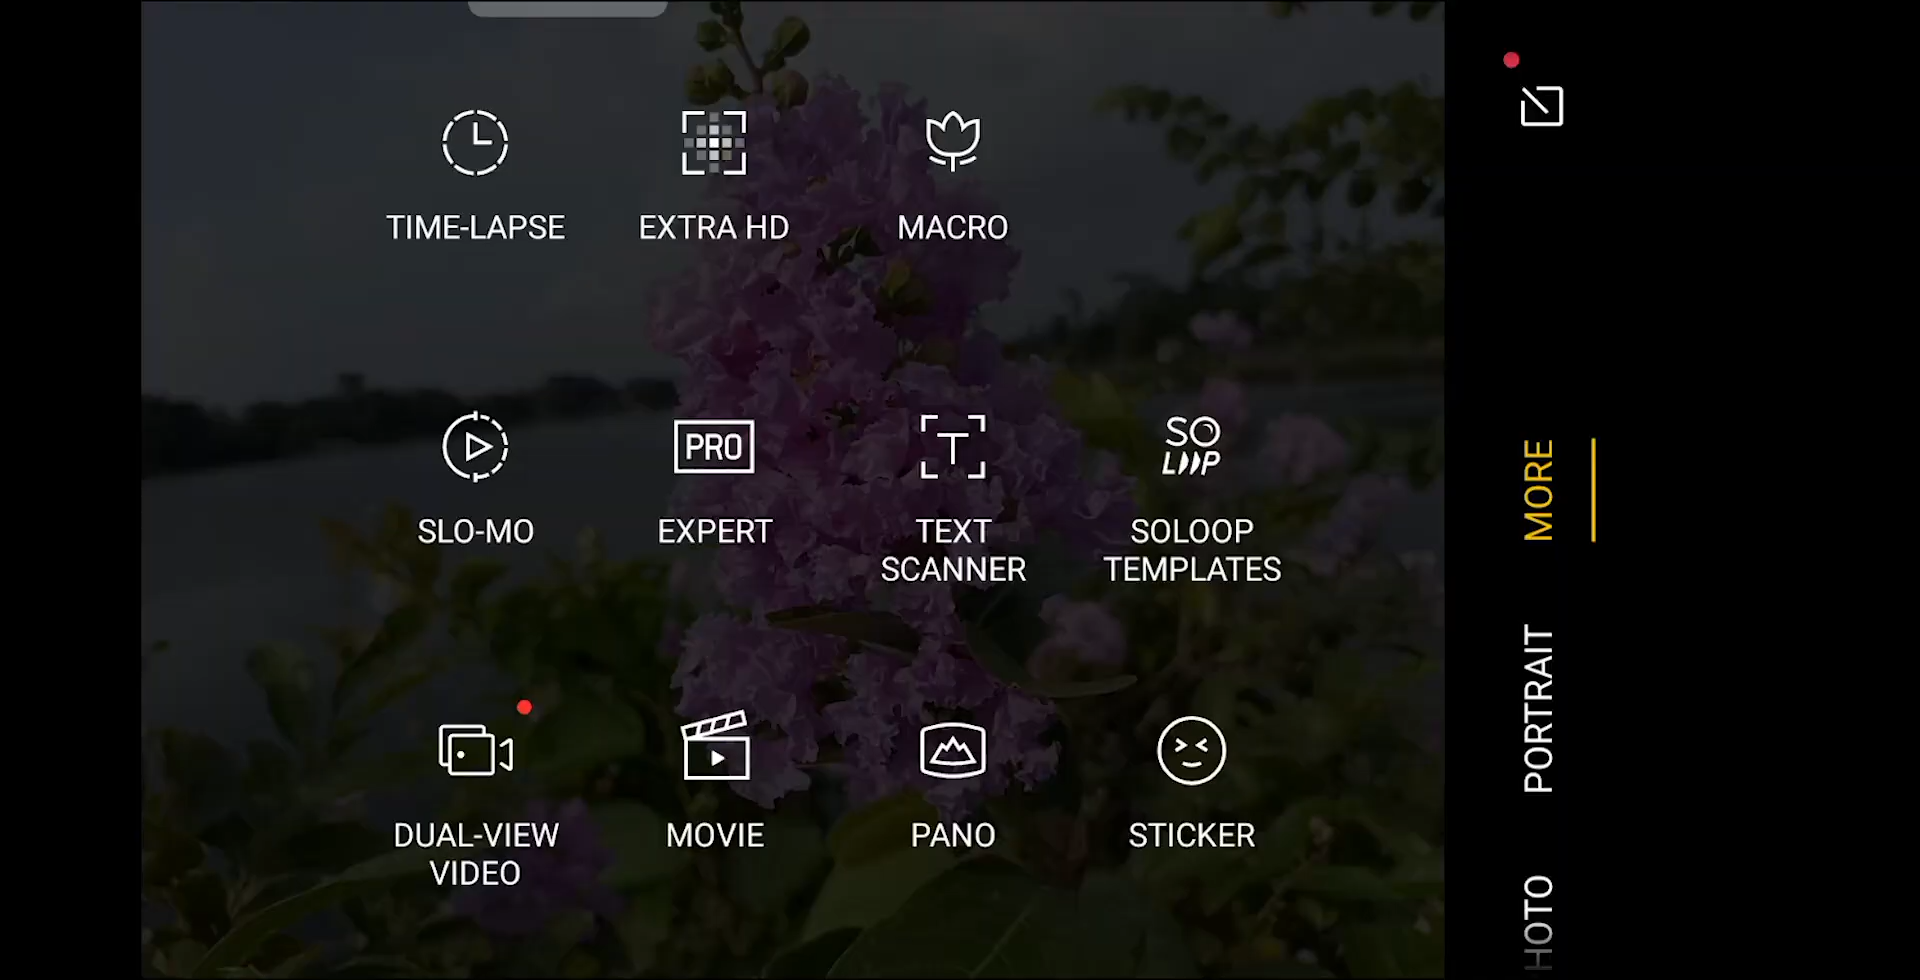 TIME-LAPSE
EXTRA HD
MACRO
PRO
T
SO
LOOP
SLO-MO
EXPERT
TEXT
SCANNER
SOLOOP
TEMPLATES
DUAL-VIEW
VIDEO
MOVIE
PANO
STICKER
MORE
PORTRAIT
HOTO